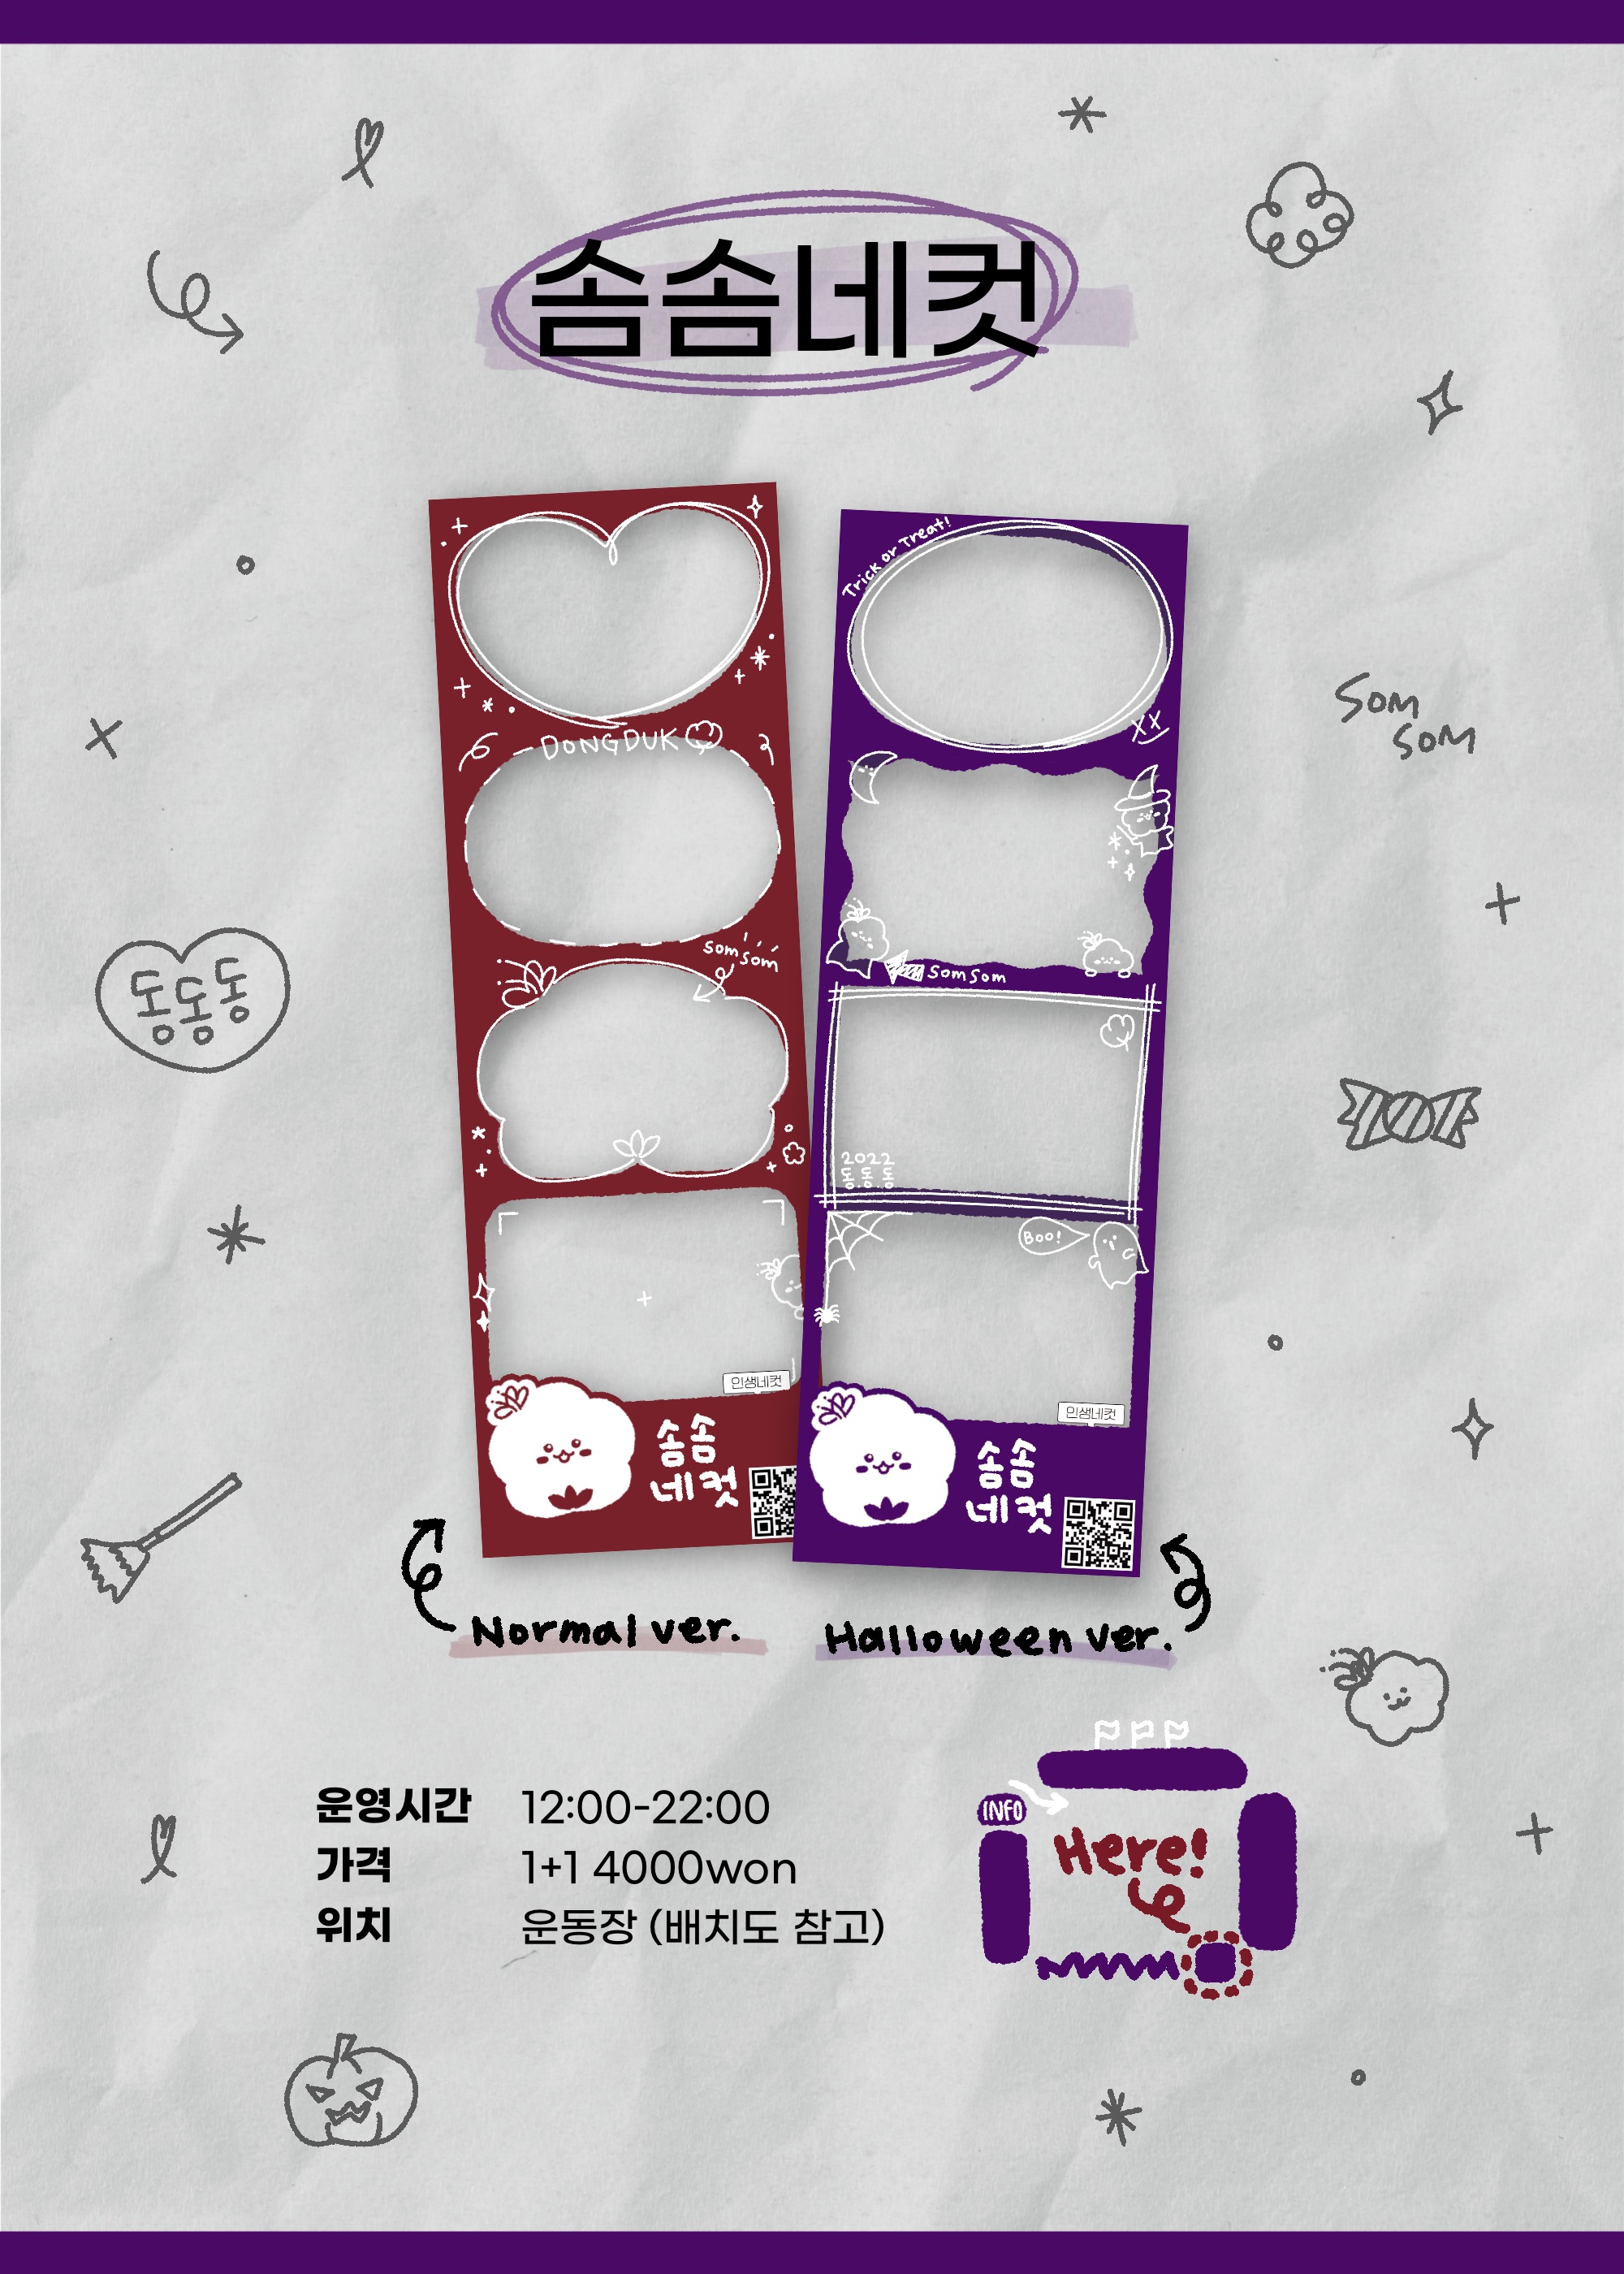 솜솜네컷
Trick or Treat!
DONGDUK
som som
SomSom
2022
동동동
Boo!
인생네컷
인생네컷
솜솜
네컷
솜솜
네컷
Som
Som
동동동
Normal ver.
Halloween ver.
운영시간 12:00-22:00
가격 1+1 4000won
위치 운동장 (배치도 참고)
INFO
Here!